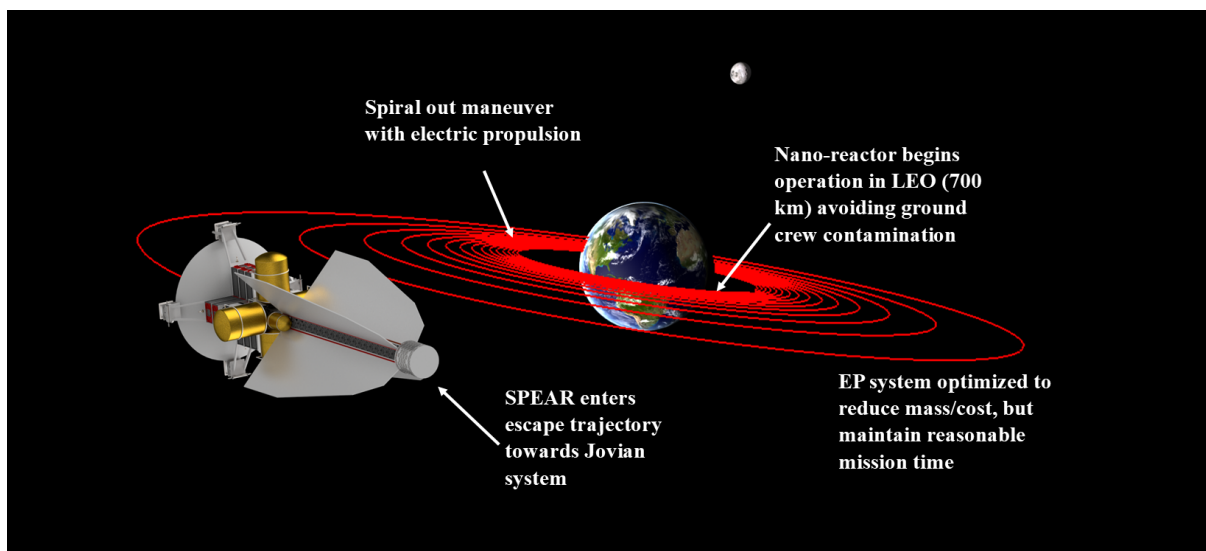 Spiral out maneuver
with electric propulsion
Nano-reactor begins
operation in LEO (700
km) avoiding ground
crew contamination
SPEAR enters
escape trajectory
towards Jovian
system
EP system optimized to
reduce mass/cost, but
maintain reasonable
mission time